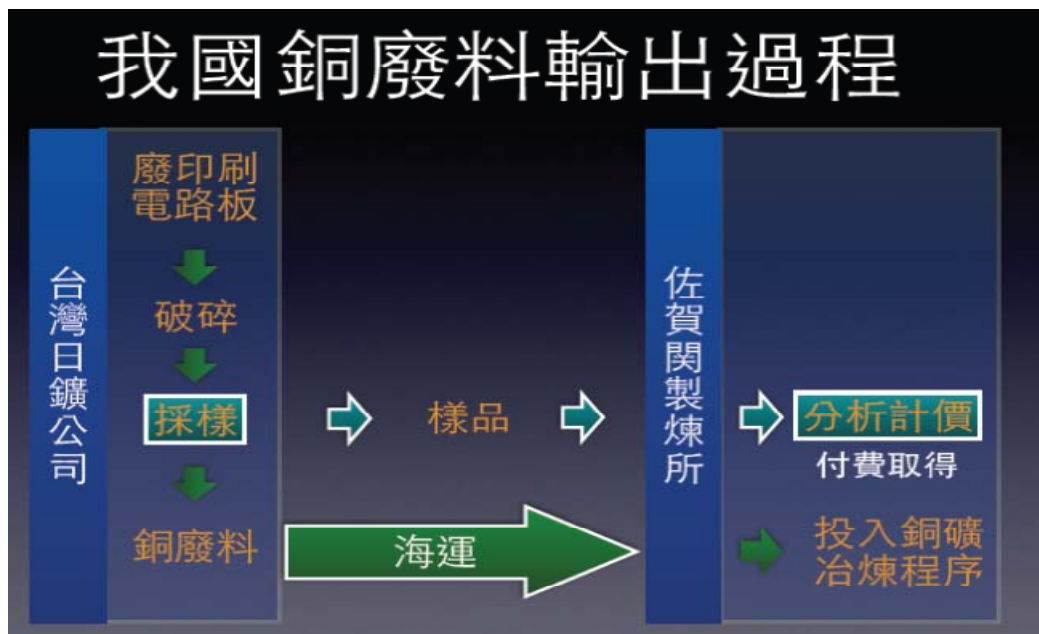 我國銅廢料輸出過程
台灣日鑛公司
廢印刷
電路板
破碎
採樣
銅廢料
樣品
海運
佐賀関製煉所
分析計價
付費取得
投入銅礦
冶煉程序